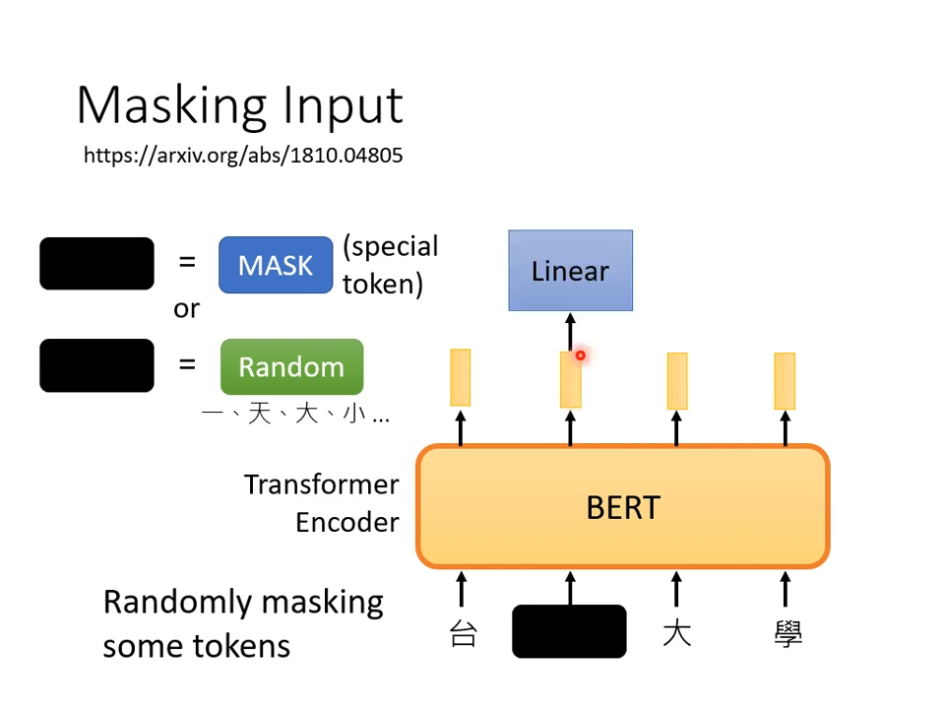 Masking Input
https://arxiv.org/abs/1810.04805
= MASK (special token)
or
= Random
一、天、大、小 ...
Linear
Transformer
Encoder
BERT
Randomly masking
some tokens
台 大 學